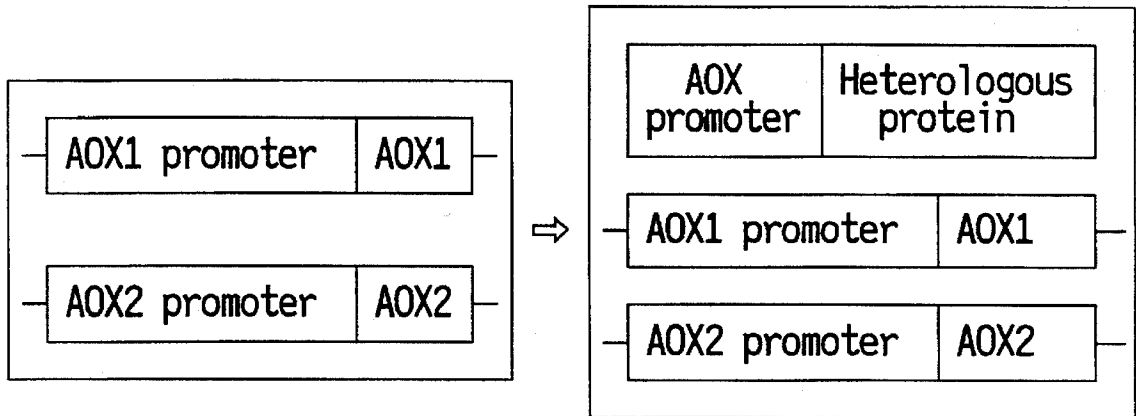 AOX1 promoter AOX1
AOX2 promoter AOX2
AOX
promoter
Heterologous
protein
AOX1 promoter AOX1
AOX2 promoter AOX2